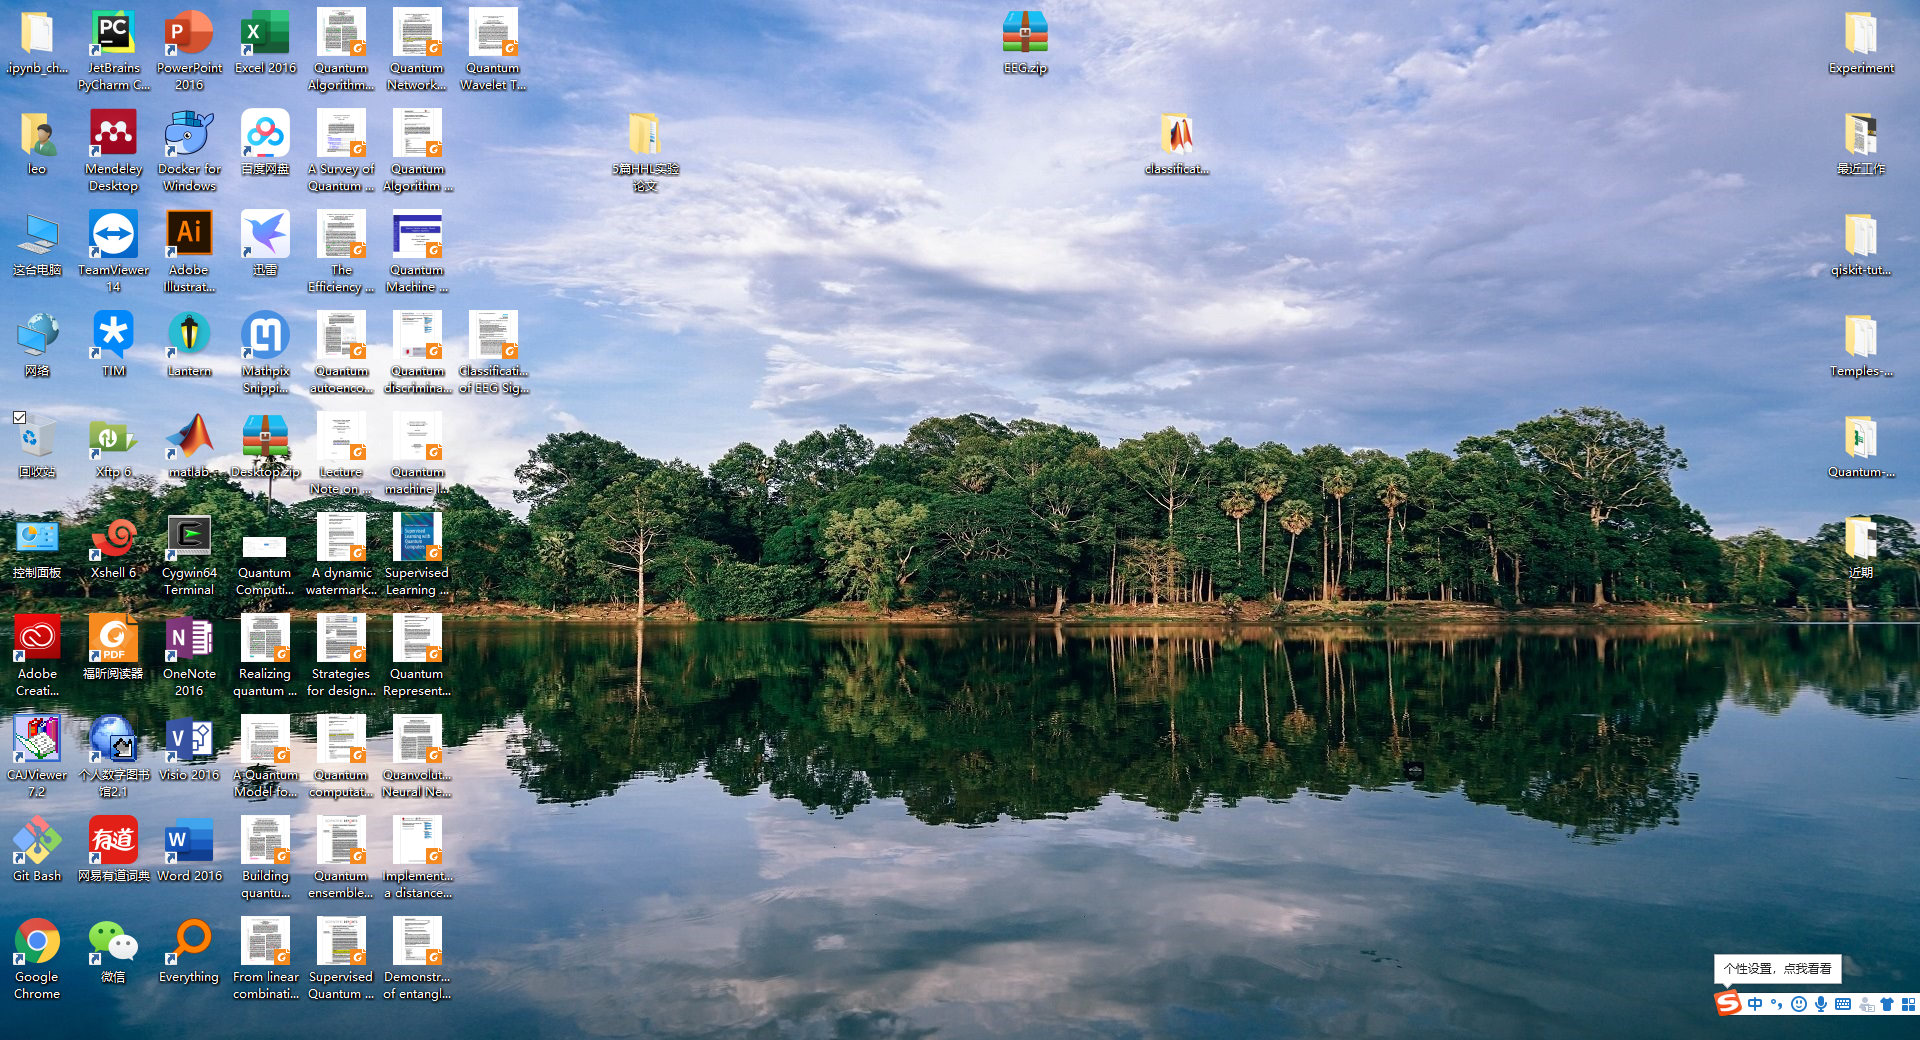 .ipynb_ch...
JetBrains
PyCharm C...
PowerPoint
2016
Excel 2016
Quantum
Algorithm...
Quantum
Network...
Quantum
Wavelet T...
EEG.zip
Experiment
leo
Mendeley
Desktop
Docker for
Windows
百度网盘
A Survey of
Quantum ...
Quantum
Algorithm ...
5篇HHL实验
论文
classificat...
最近工作
这台电脑
TeamViewer
14
Adobe
Illustrat...
迅雷
The
Efficiency ...
Quantum
Machine ...
qiskit-tut...
网络
TIM
Lantern
Mathpix
Snippi...
Quantum
autoenco...
Quantum
discrimina...
Classificati...
of EEG Sig...
Temples-...
回收站
Xftp 6
matlab
Desktop.zip
Lecture
Note on ...
Quantum
machine l...
Quantum-...
控制面板
Xshell 6
Cygwin64
Terminal
Quantum
Computi...
A dynamic
watermark...
Supervised
Learning with
Quantum
Computers
Supervised
Learning ...
近期
Adobe
Creati...
PDF
福昕阅读器
OneNote
2016
Realizing
quantum ...
Strategies
for design...
Quantum
Represent...
CAJViewer
7.2
个人数字图书
馆2.1
Visio 2016
A Quantum
Model fo...
Quantum
computat...
Quanvolut...
Neural Ne...
Git Bash
有道
网易有道词典
Word 2016
Building
quantu...
Quantum
ensemble...
Implement...
a distance...
Google
Chrome
微信
Everything
From linear
combinati...
Supervised
Quantum ...
Demonstr...
of entangl...
个性设置，点我看看
中